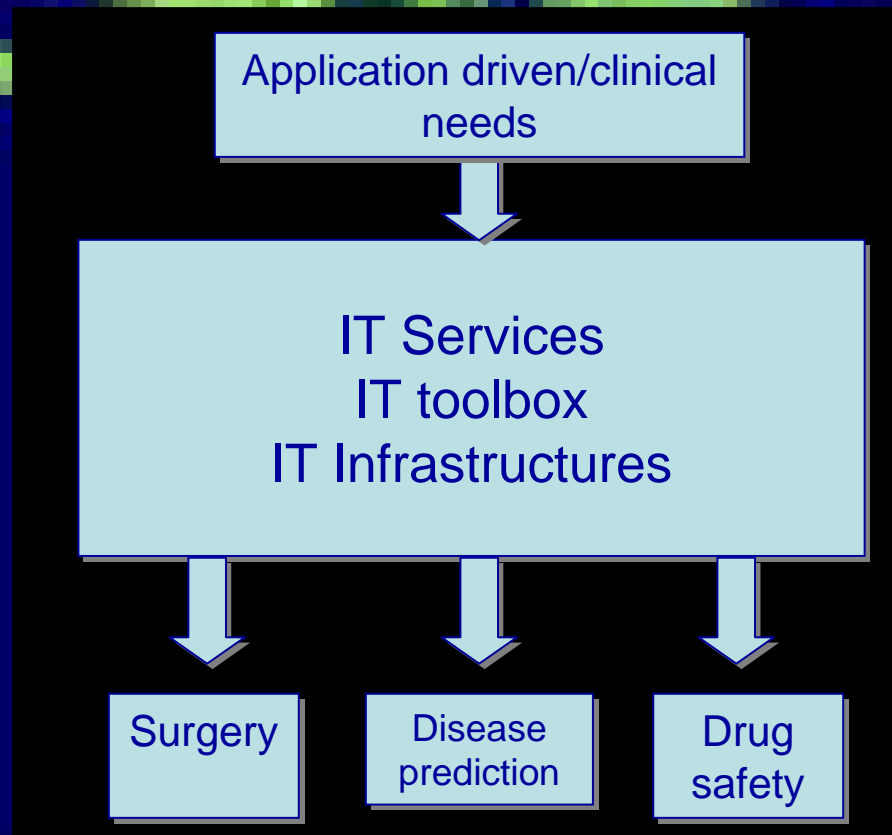 Application driven/clinical
needs
IT Services
IT toolbox
IT Infrastructures
Surgery
Disease
prediction
Drug
safety